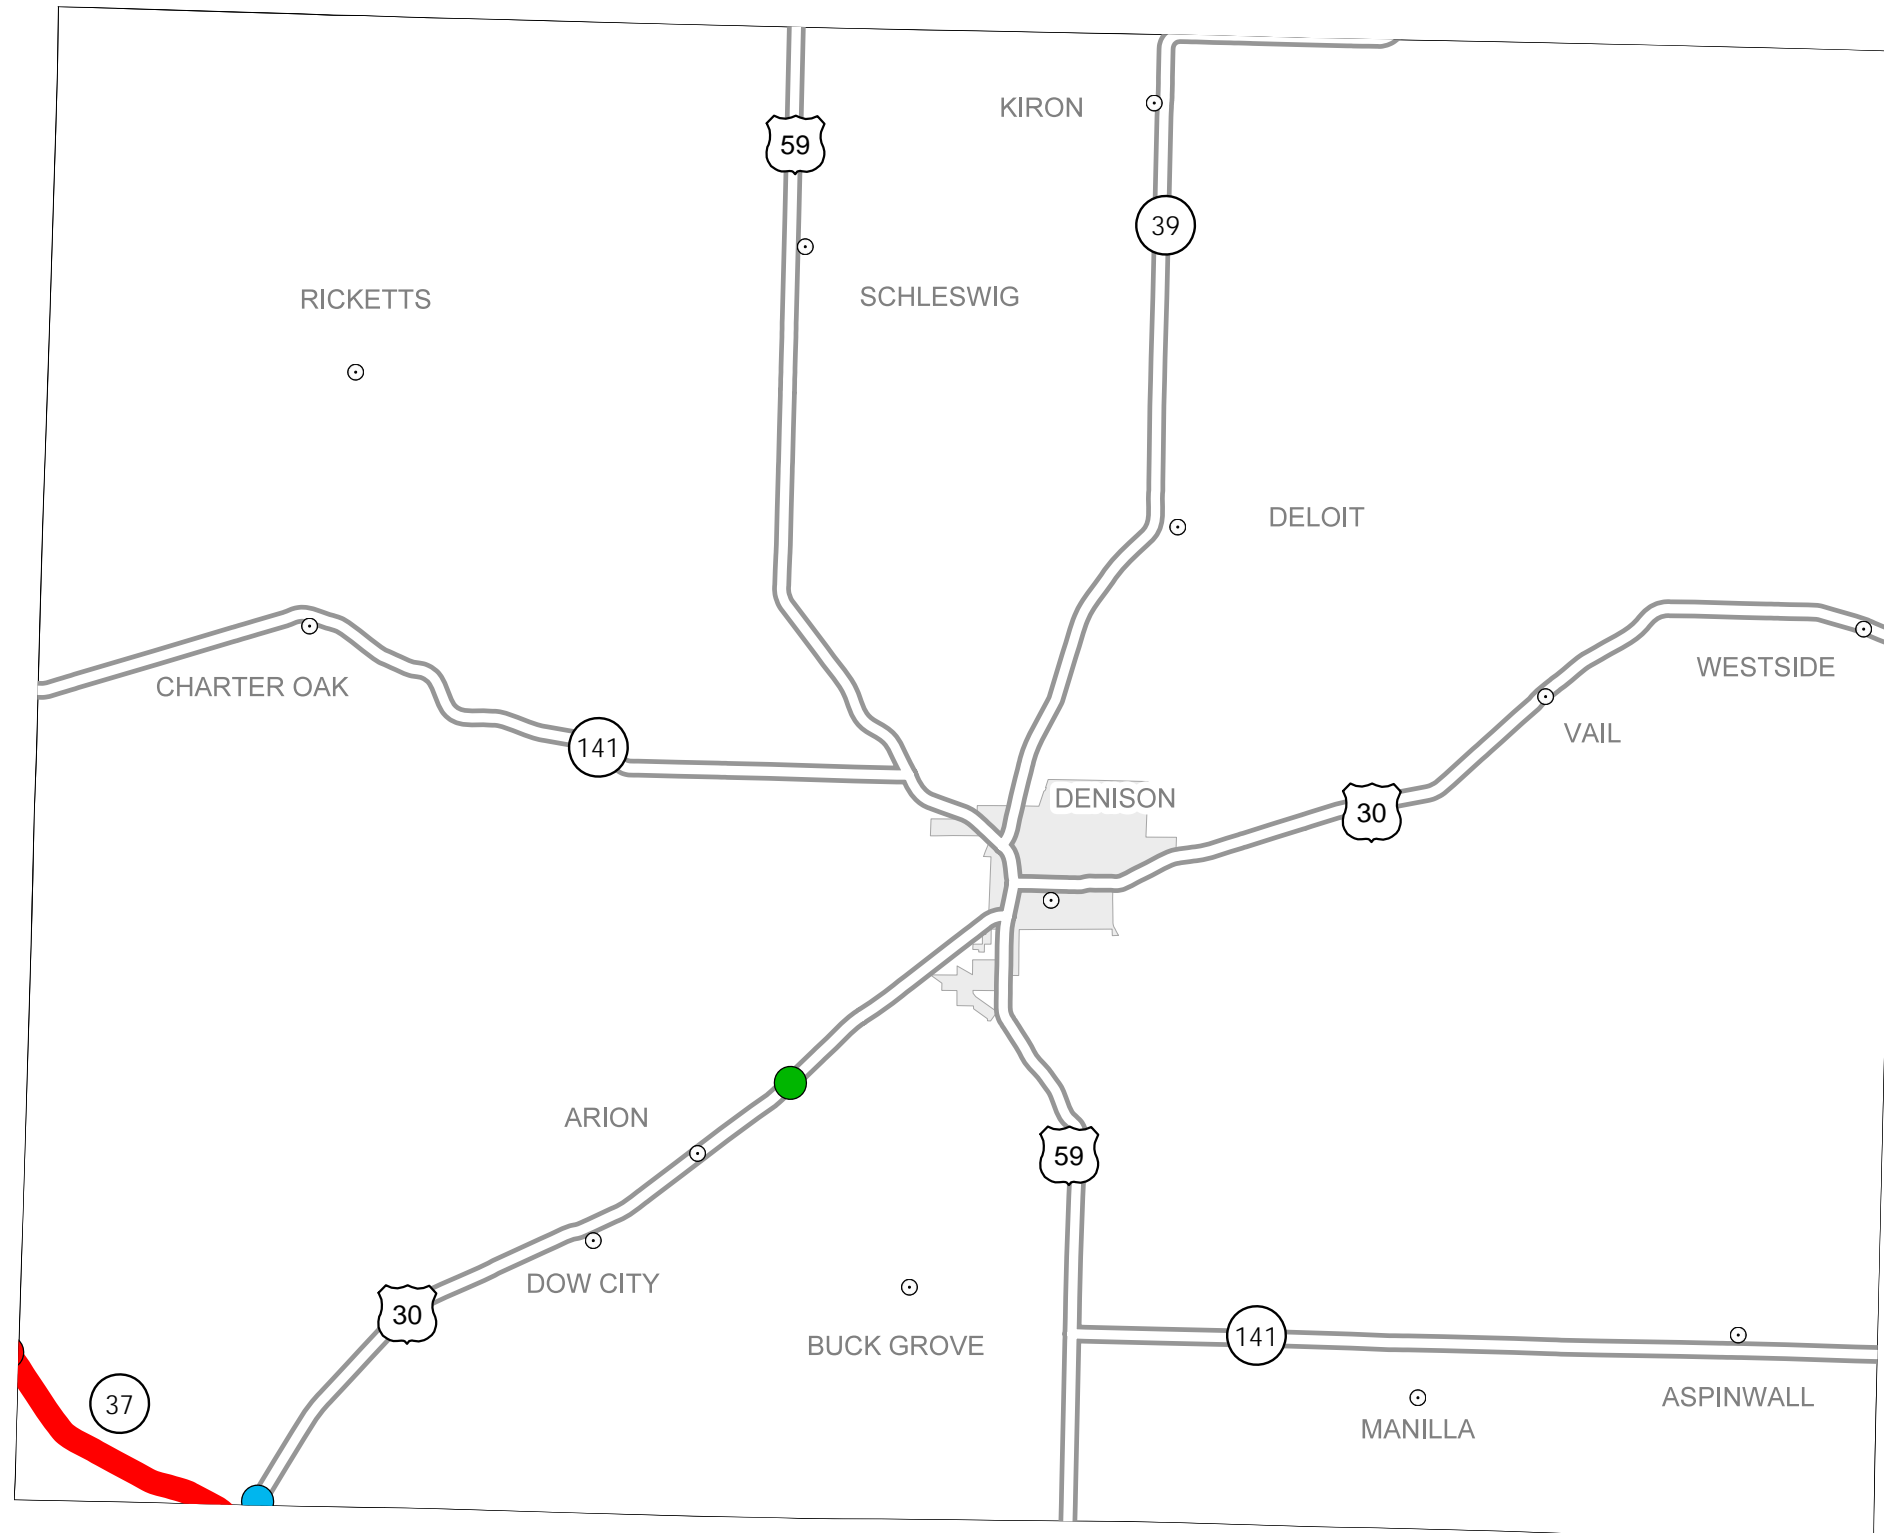 KIRON
59
39
SCHLESWIG
RICKETTS
DELOIT
WESTSIDE
CHARTER OAK
VAIL
141
DENISON
30
ARION
59
DOW CITY
30
141
BUCK GROVE
37
ASPINWALL
MANILLA